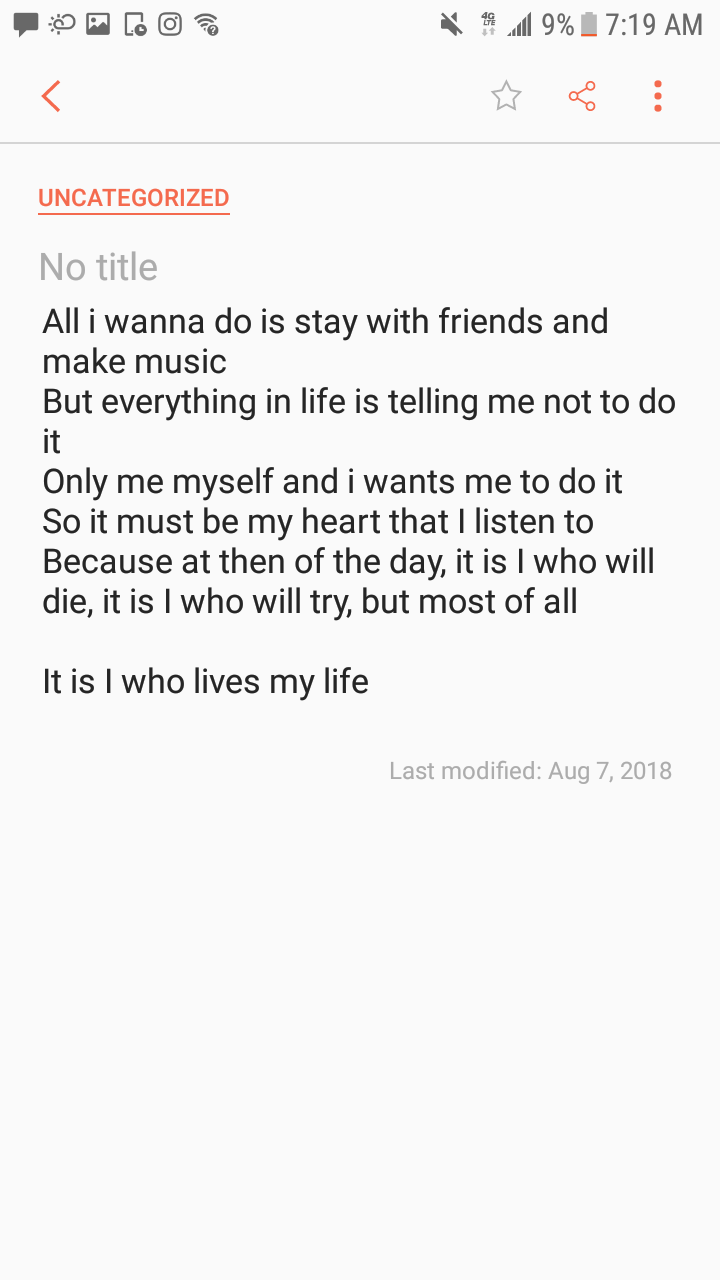 4G
LTE
9%
7:19 AM
UNCATEGORIZED
No title
All i wanna do is stay with friends and
make music
But everything in life is telling me not to do
it
Only me myself and i wants me to do it
So it must be my heart that I listen to
Because at then of the day, it is I who will
die, it is I who will try, but most of all
It is I who lives my life
Last modified: Aug 7, 2018